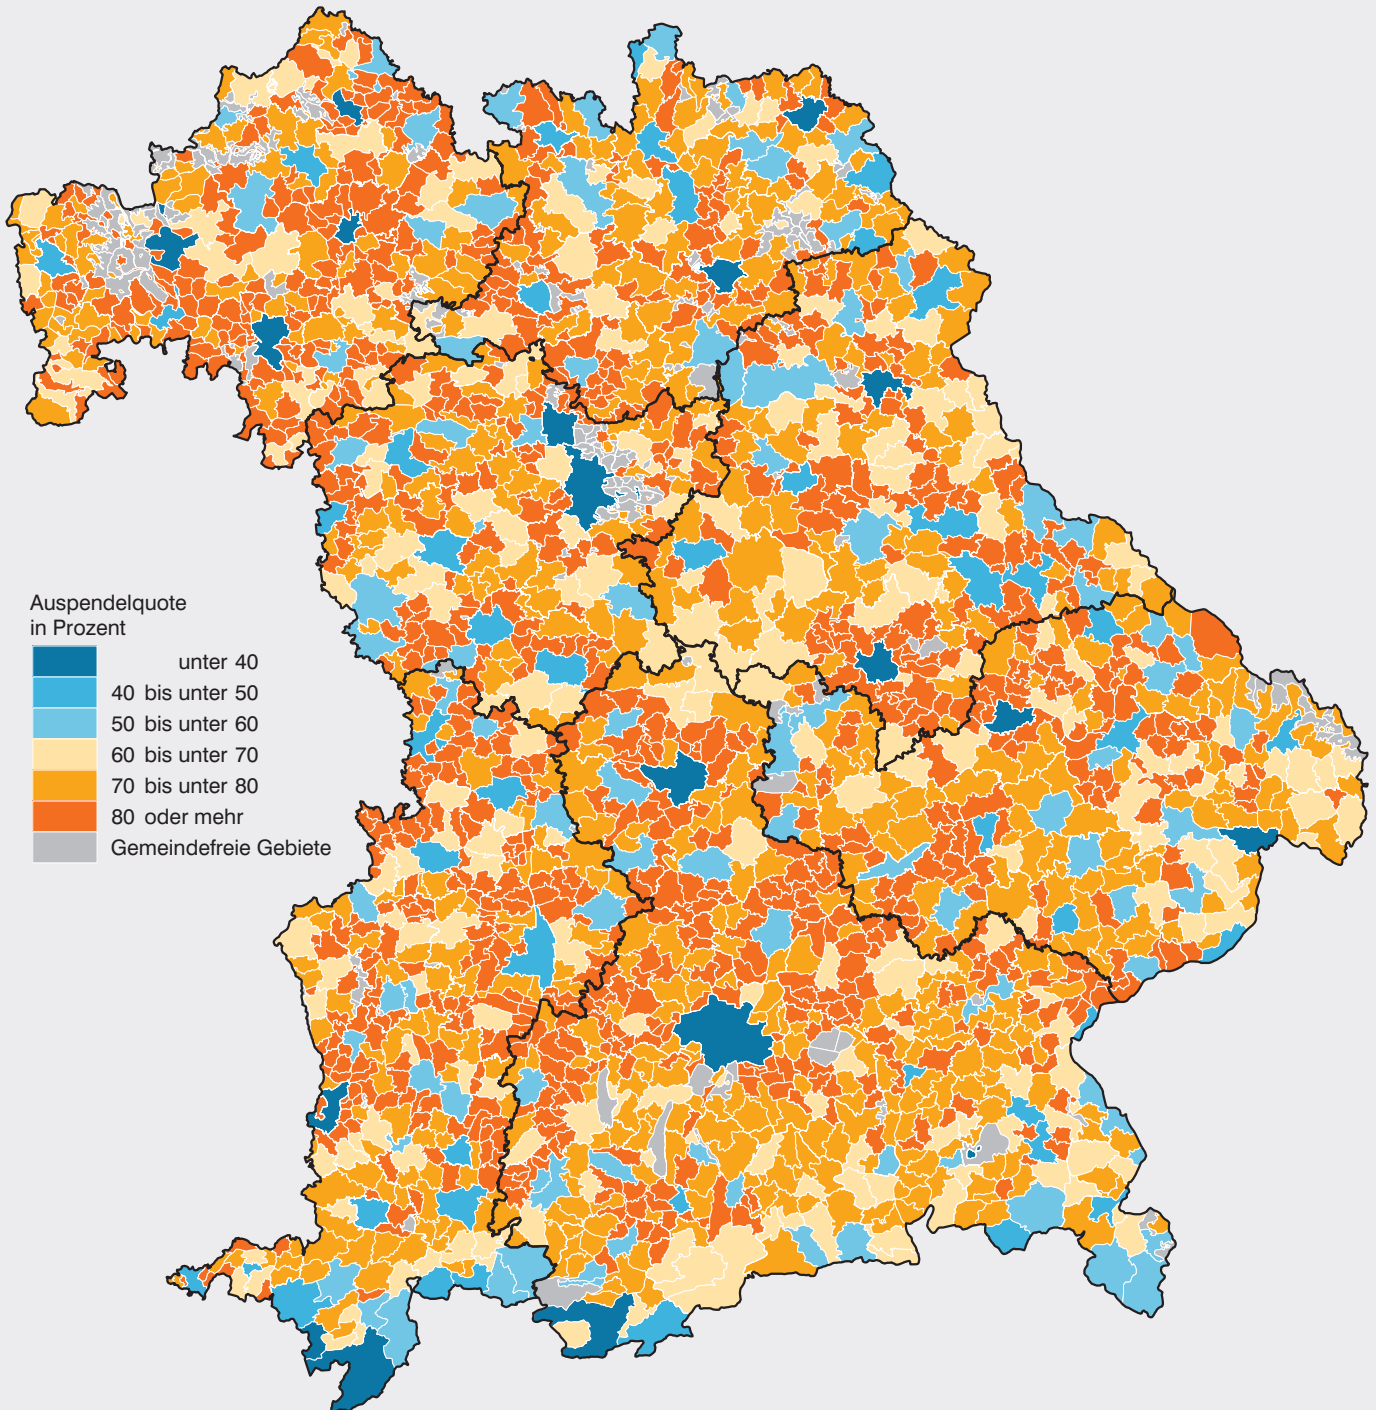 Auspendelquote
in Prozent
unter 40
40 bis unter 50
50 bis unter 60
60 bis unter 70
70 bis unter 80
80 oder mehr
Gemeindefreie Gebiete